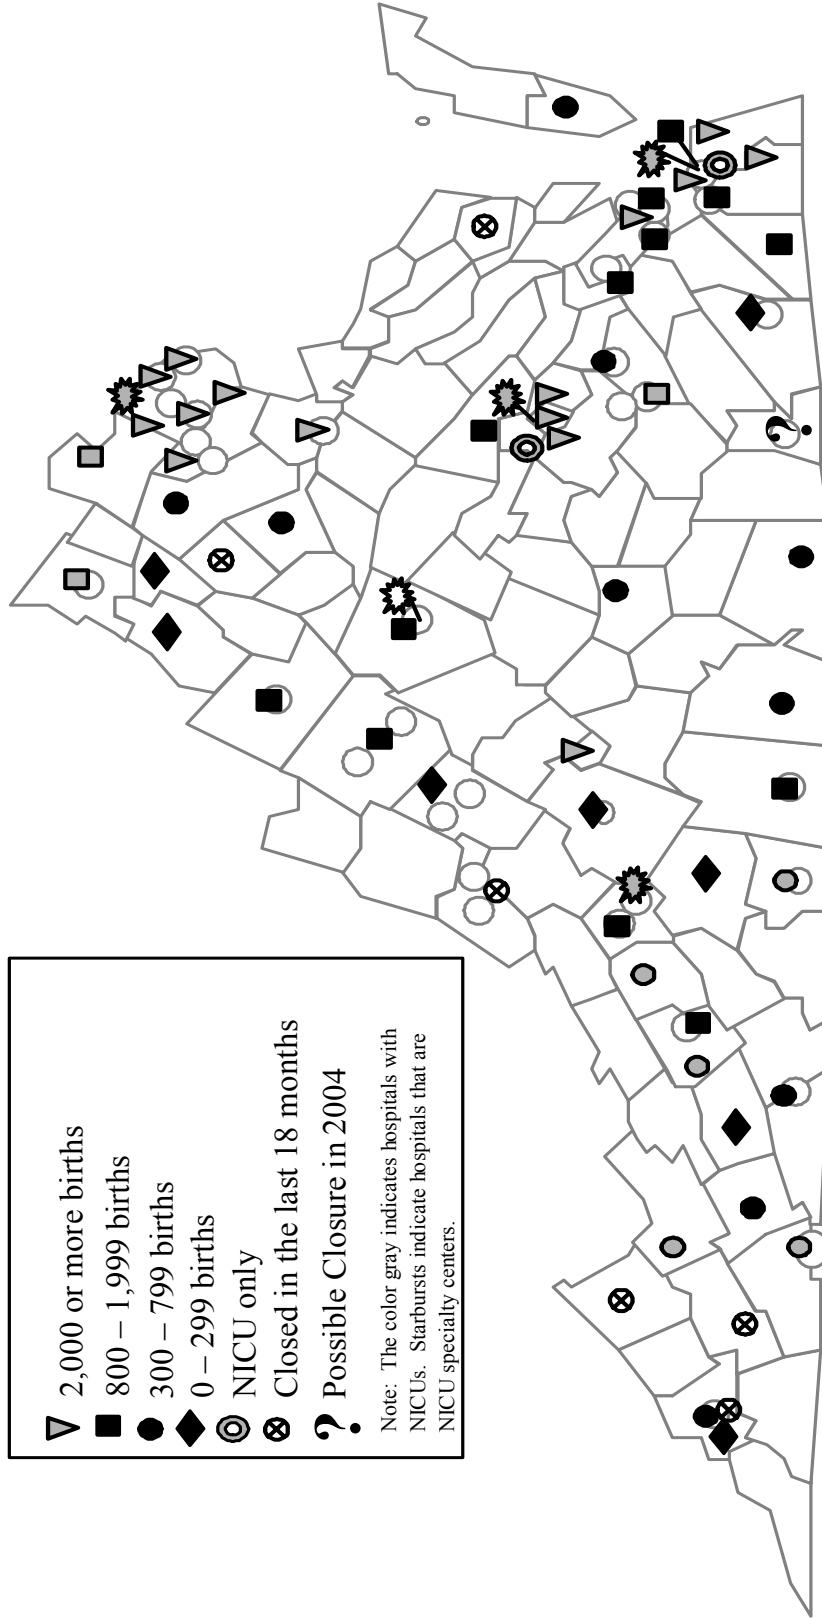 2,000 or more births
800 – 1,999 births
300 – 799 births
0 – 299 births
NICU only
Closed in the last 18 months
? Possible Closure in 2004
Note: The color gray indicates hospitals with
NICUs. Starbursts indicate hospitals that are
NICU specialty centers.
?